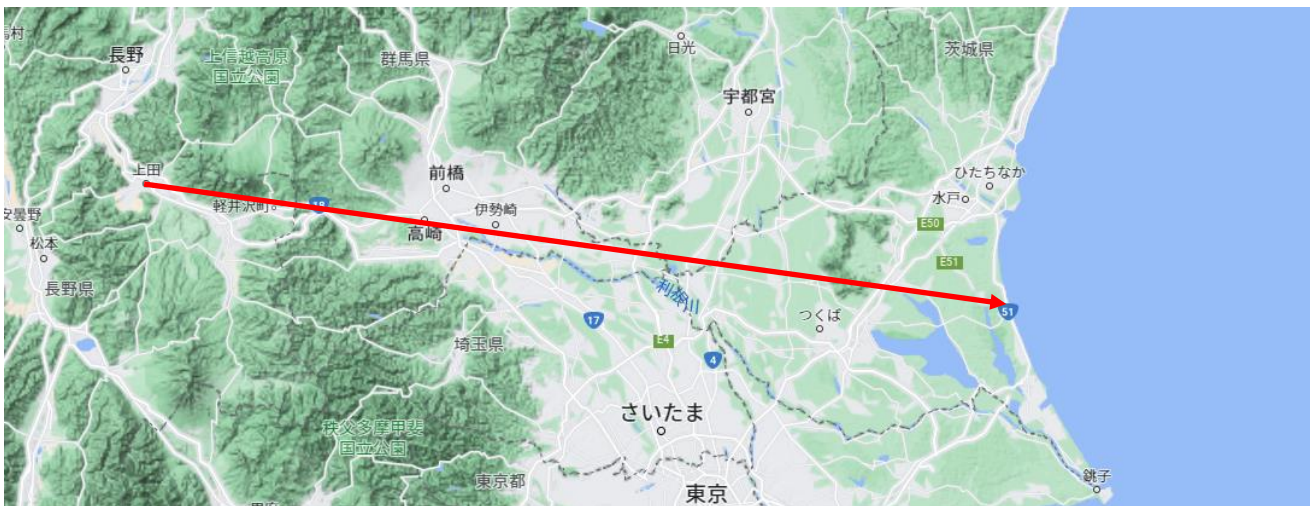 長野
上信越高原
国立公園
群馬県
日光
茨城県
宇都宮
上田
前橋
ひたちなか
水戸
軽井沢町
18
伊勢崎
高崎
安曇野
松本
E50
E51
長野県
利根川
51
17
つくば
埼玉県
E4
4
さいたま
秩父多摩甲斐
国立公園
東京都
東京
銚子